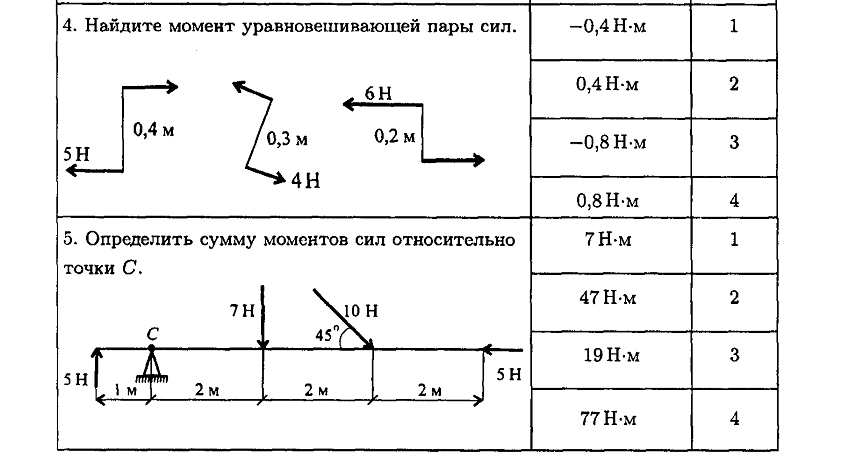 4. Найдите момент уравновешивающей пары сил.
−0,4 Н·м 1
0,4 Н·м 2
−0,8 Н·м 3
0,8 Н·м 4
0,4 м
5 Н
0,3 м
4 Н
6 Н
0,2 м
5. Определить сумму моментов сил относительно
точки C.
7 Н·м 1
47 Н·м 2
19 Н·м 3
77 Н·м 4
7 Н
10 Н
45°
C
5 Н
5 Н
1 м
2 м
2 м
2 м